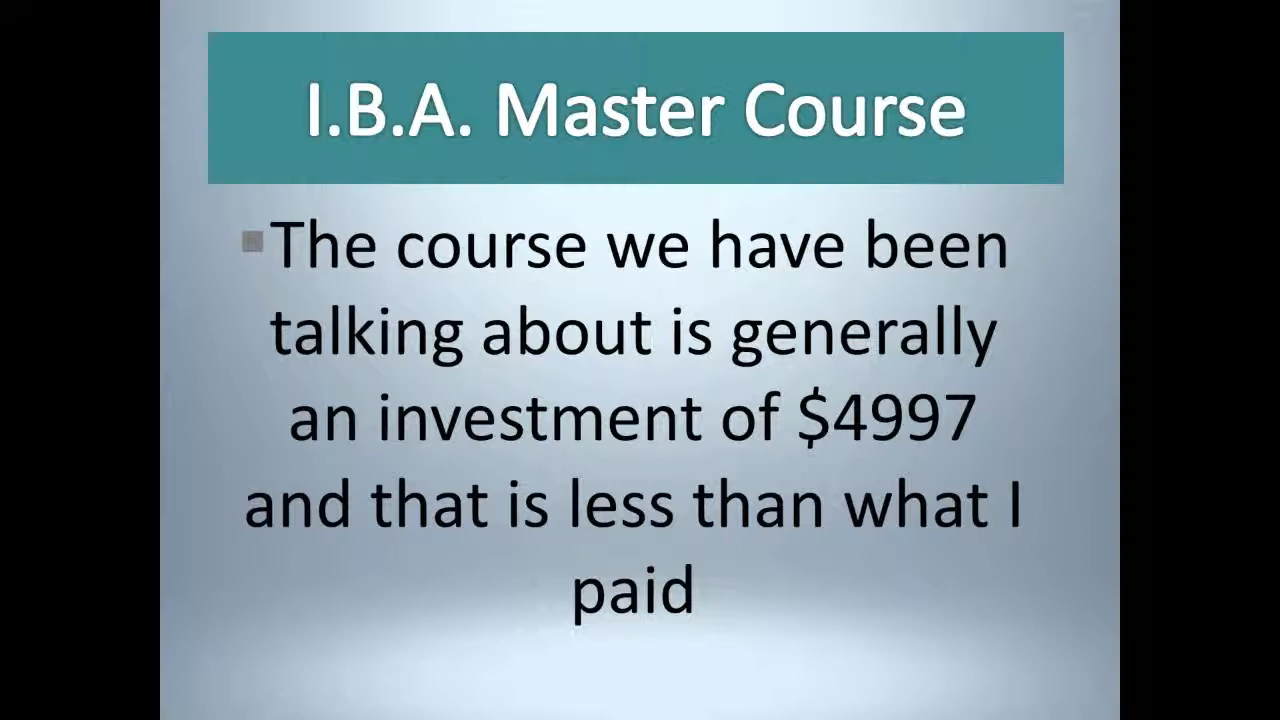 I.B.A. Master Course
The course we have been
talking about is generally
an investment of $4997
and that is less than what I
paid